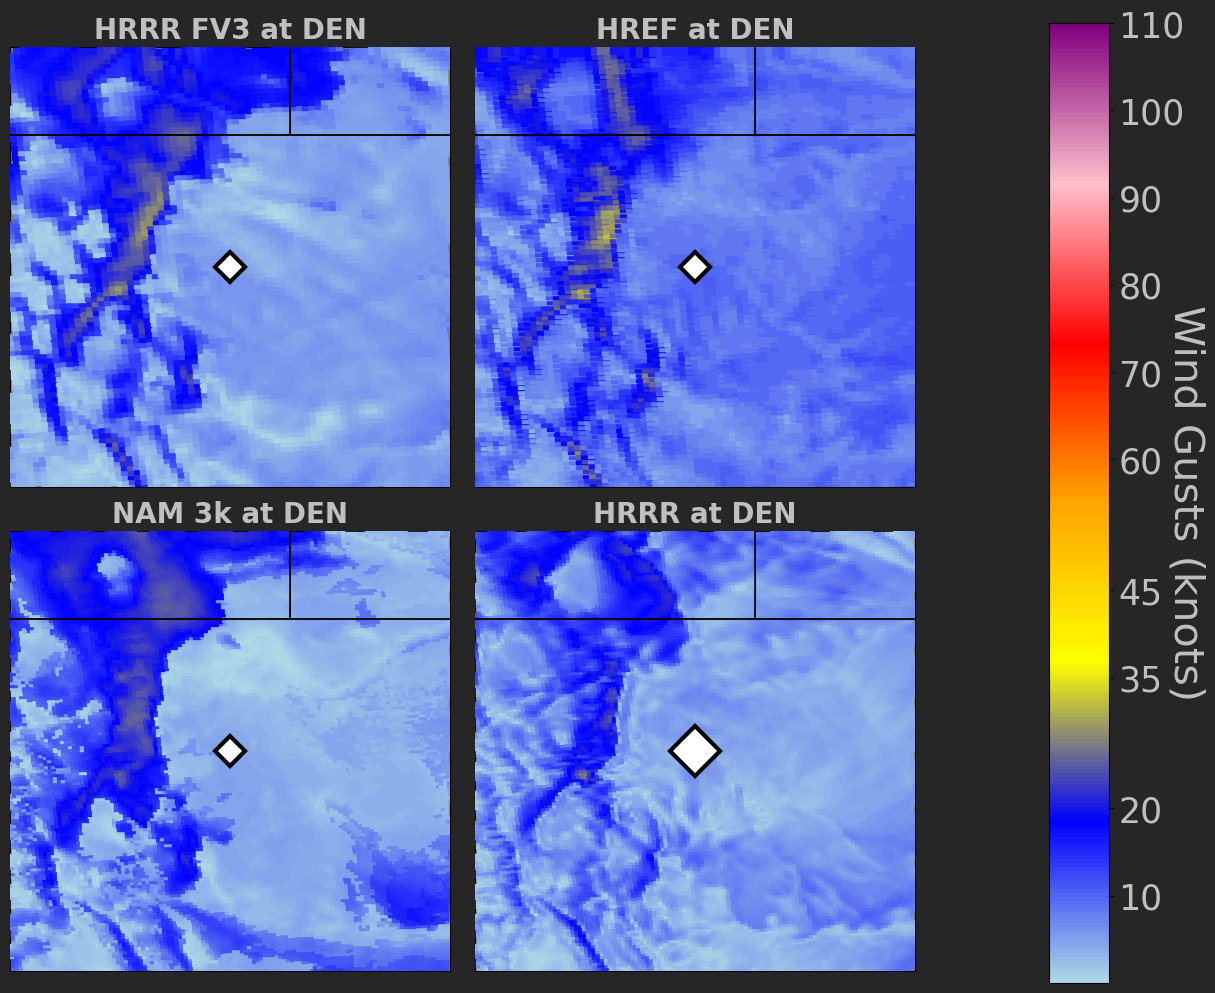 HRRR FV3 at DEN
HREF at DEN
NAM 3k at DEN
HRRR at DEN
110
100
90
80
70
60
45
35
20
10
Wind Gusts (knots)